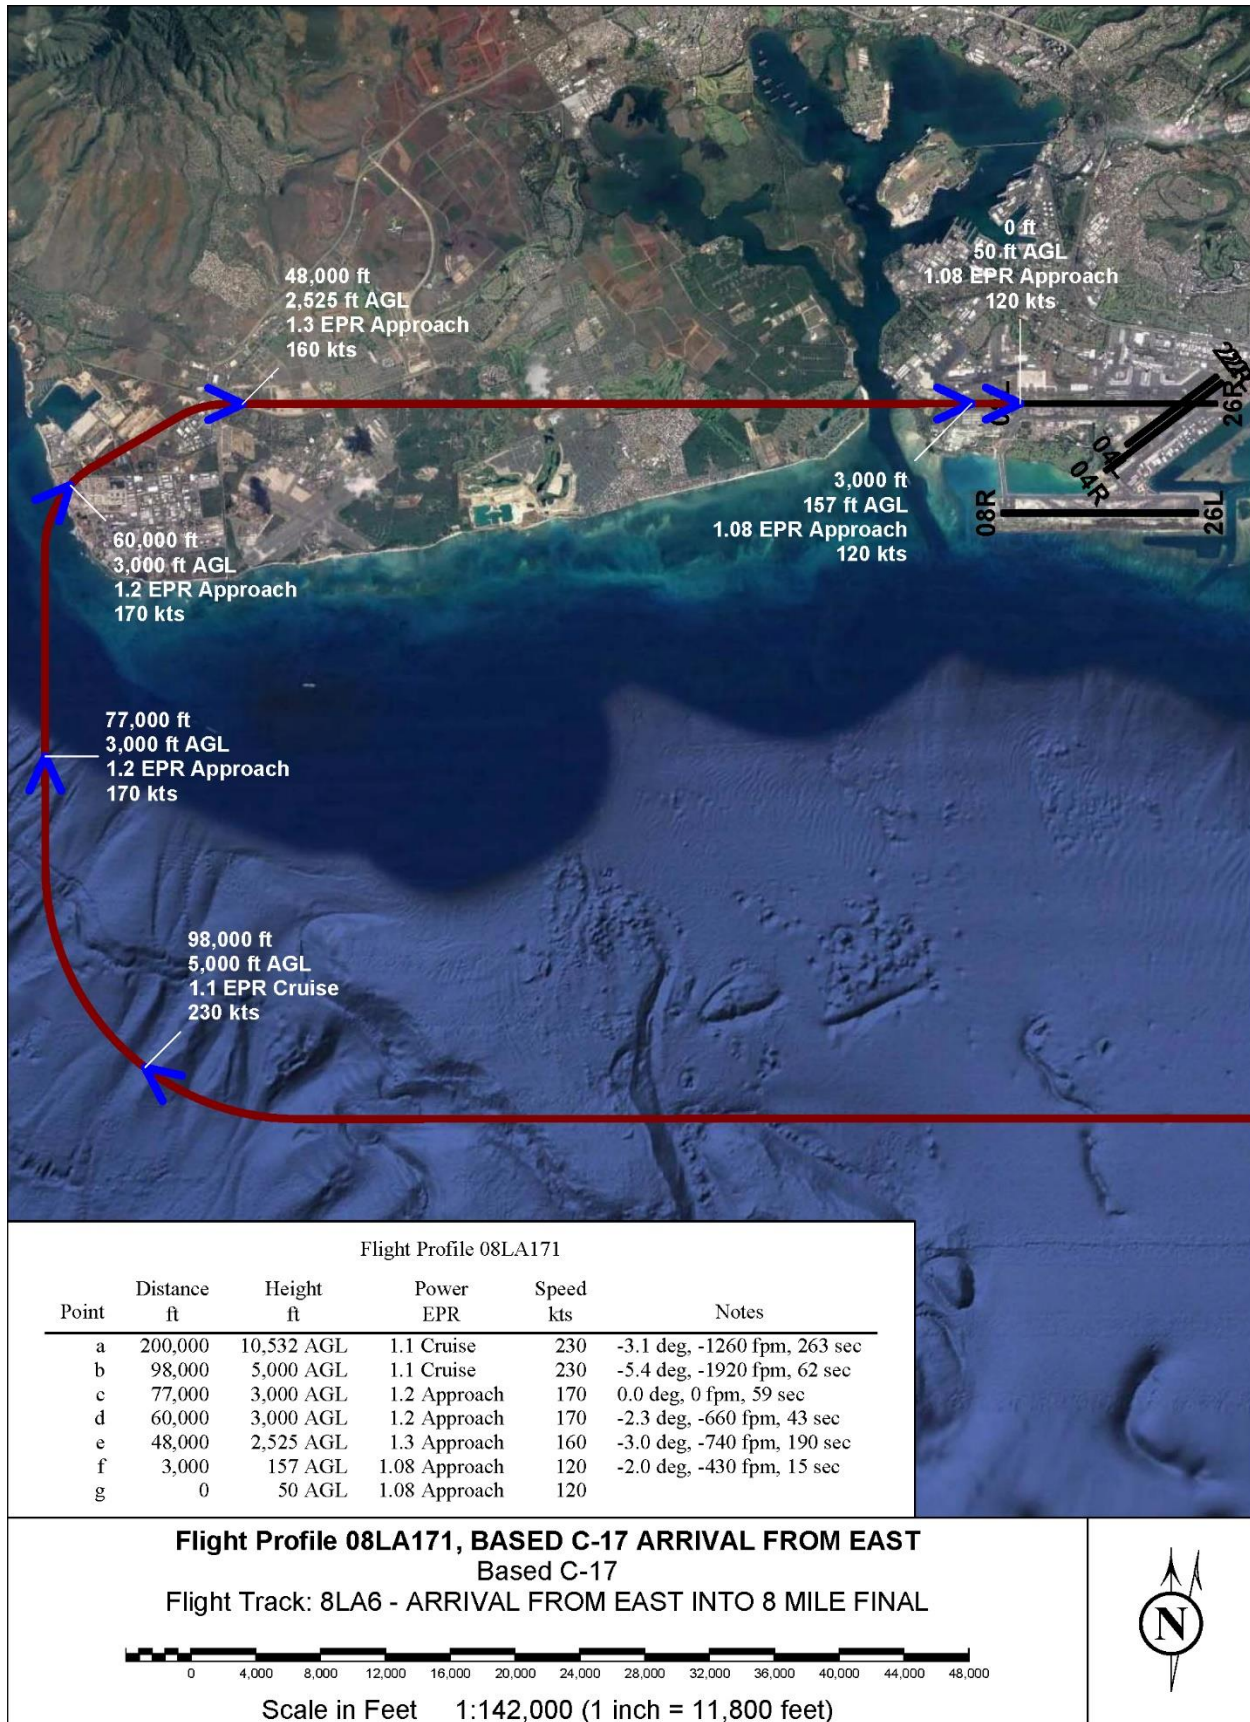 0 ft
50 ft AGL
1.08 EPR Approach
120 kts
48,000 ft
2,525 ft AGL
1.3 EPR Approach
160 kts
26R
04L
04R
08R
26L
3,000 ft
157 ft AGL
1.08 EPR Approach
120 kts
60,000 ft
3,000 ft AGL
1.2 EPR Approach
170 kts
77,000 ft
3,000 ft AGL
1.2 EPR Approach
170 kts
98,000 ft
5,000 ft AGL
1.1 EPR Cruise
230 kts
Flight Profile 08LA171
Distance Height Power Speed
Point ft ft EPR kts Notes
a 200,000 10,532 AGL 1.1 Cruise 230 -3.1 deg, -1260 fpm, 263 sec
b 98,000 5,000 AGL 1.1 Cruise 230 -5.4 deg, -1920 fpm, 62 sec
c 77,000 3,000 AGL 1.2 Approach 170 0.0 deg, 0 fpm, 59 sec
d 60,000 3,000 AGL 1.2 Approach 170 -2.3 deg, -660 fpm, 43 sec
e 48,000 2,525 AGL 1.3 Approach 160 -3.0 deg, -740 fpm, 190 sec
f 3,000 157 AGL 1.08 Approach 120 -2.0 deg, -430 fpm, 15 sec
g 0 50 AGL 1.08 Approach 120
Flight Profile 08LA171, BASED C-17 ARRIVAL FROM EAST
Based C-17
Flight Track: 8LA6 - ARRIVAL FROM EAST INTO 8 MILE FINAL
0 4,000 8,000 12,000 16,000 20,000 24,000 28,000 32,000 36,000 40,000 44,000 48,000
Scale in Feet 1:142,000 (1 inch = 11,800 feet)
N